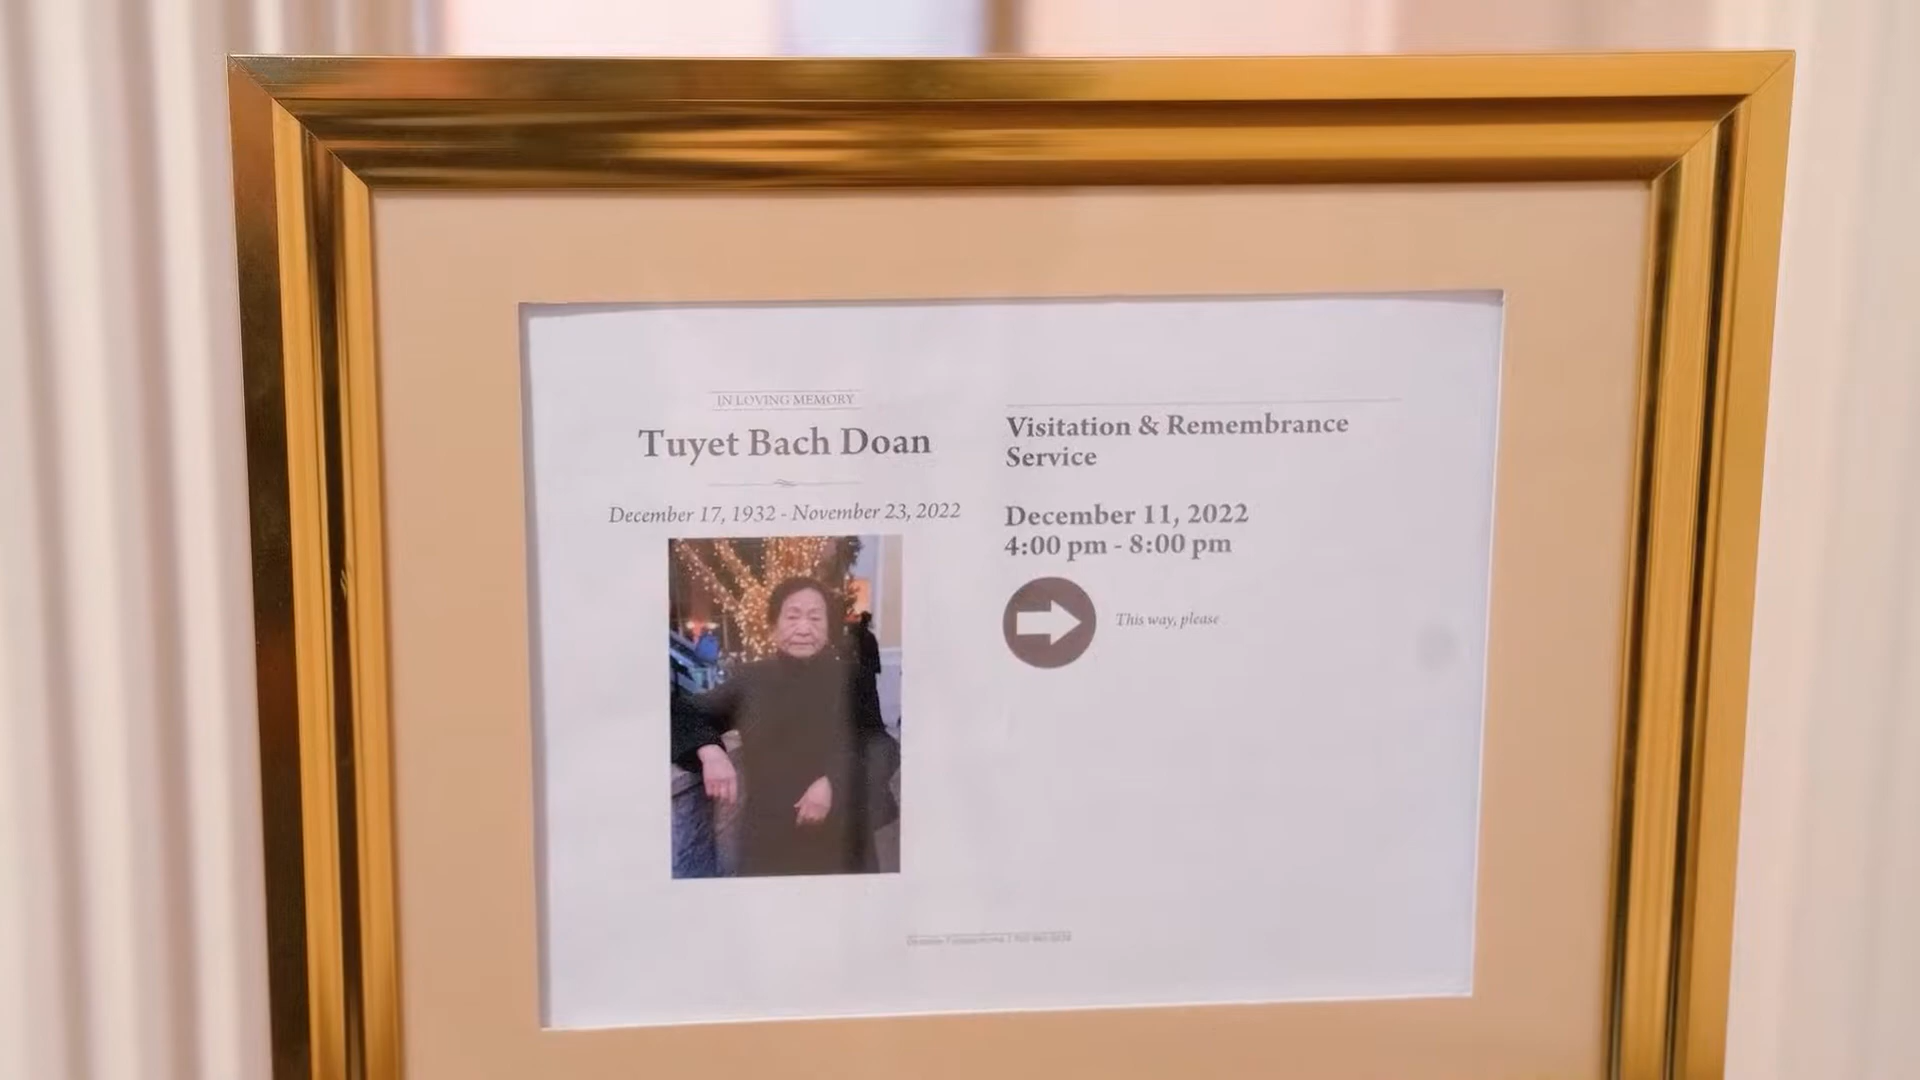 IN LOVING MEMORY
Tuyet Bach Doan
December 17, 1932 - November 23, 2022
Visitation & Remembrance
Service
December 11, 2022
4:00 pm - 8:00 pm
This way, please